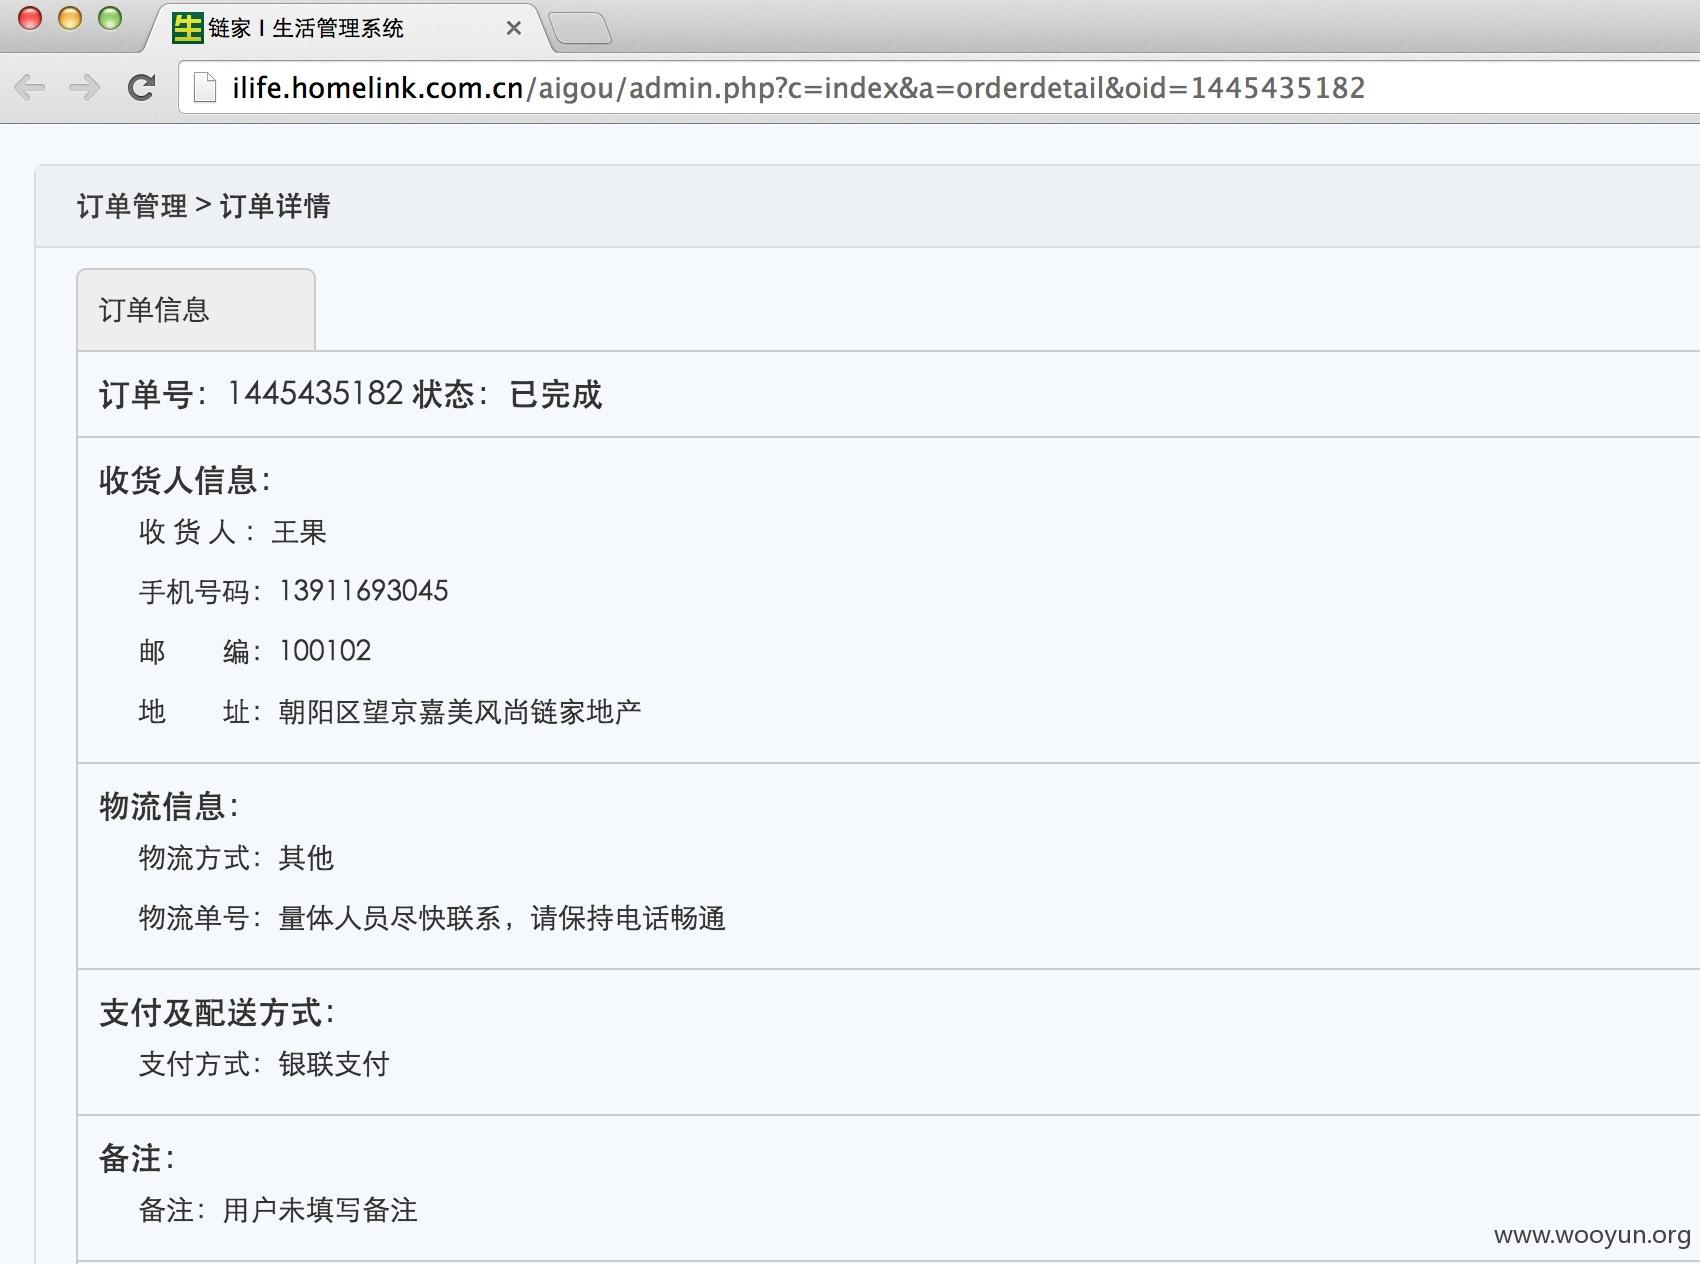 生 链家 | 生活管理系统
ilife.homelink.com.cn/aigou/admin.php?c=index&a=orderdetail&oid=1445435182
订单管理 > 订单详情
订单信息
订单号：1445435182 状态：已完成
收货人信息：
收 货 人： 王果
手机号码：13911693045
邮 编：100102
地 址：朝阳区望京嘉美风尚链家地产
物流信息：
物流方式：其他
物流单号：量体人员尽快联系，请保持电话畅通
支付及配送方式：
支付方式：银联支付
备注：
备注：用户未填写备注
www.wooyun.org